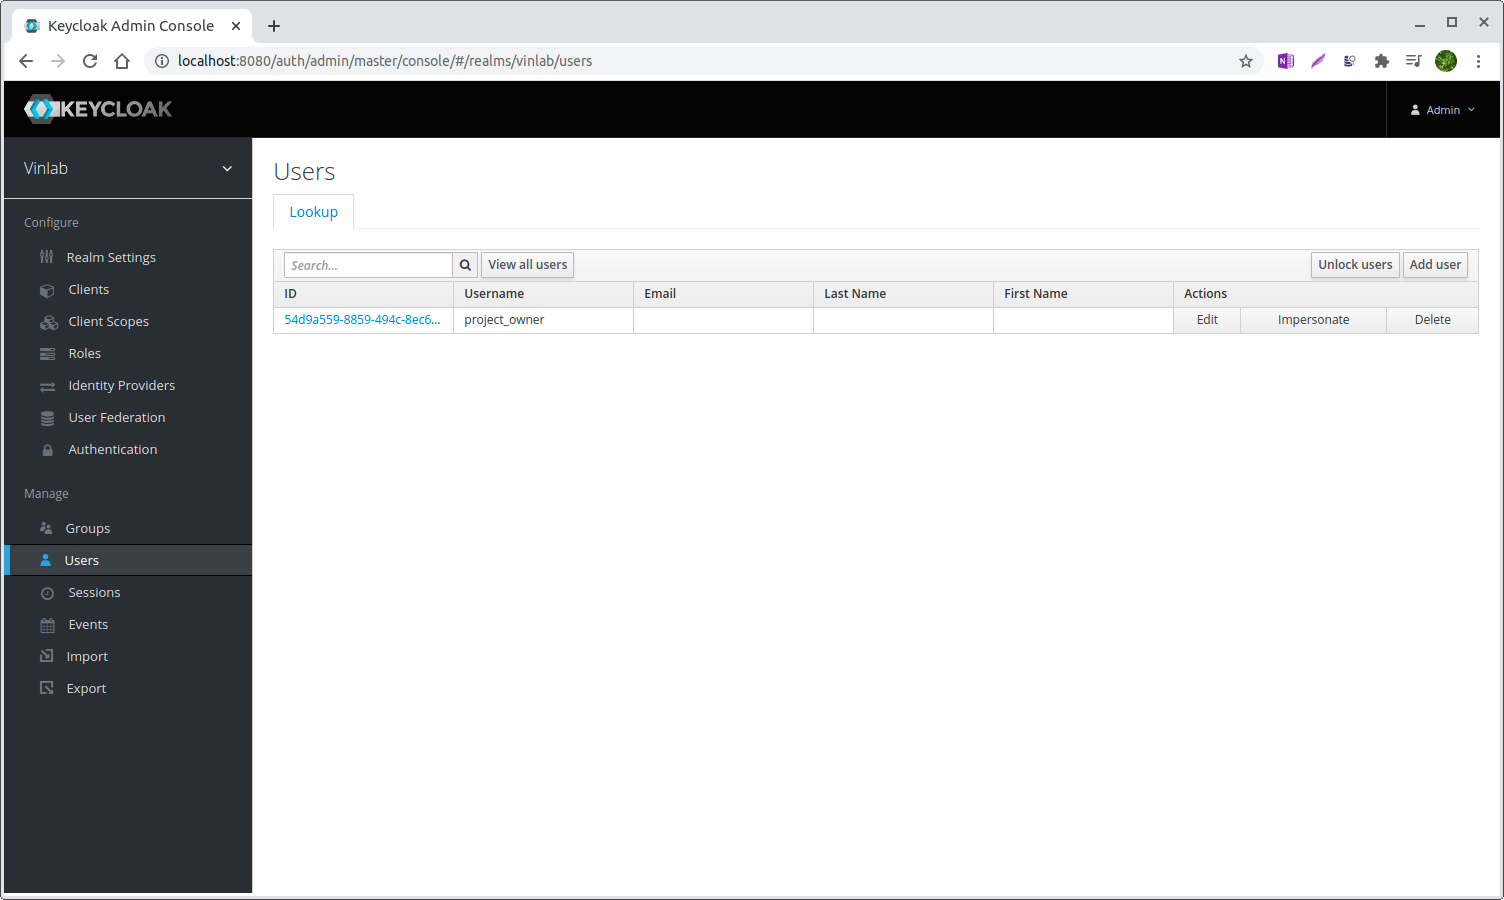 Keycloak Admin Console
localhost:8080/auth/admin/master/console/#/realms/vinlab/users
KEYCLOAK
Admin
Vinlab
Configure
Realm Settings
Clients
Client Scopes
Roles
Identity Providers
User Federation
Authentication
Manage
Groups
Users
Sessions
Events
Import
Export
Users
Lookup
Search... View all users Unlock users Add user
ID Username Email Last Name First Name Actions
54d9a559-8859-494c-8ec6... project_owner Edit Impersonate Delete